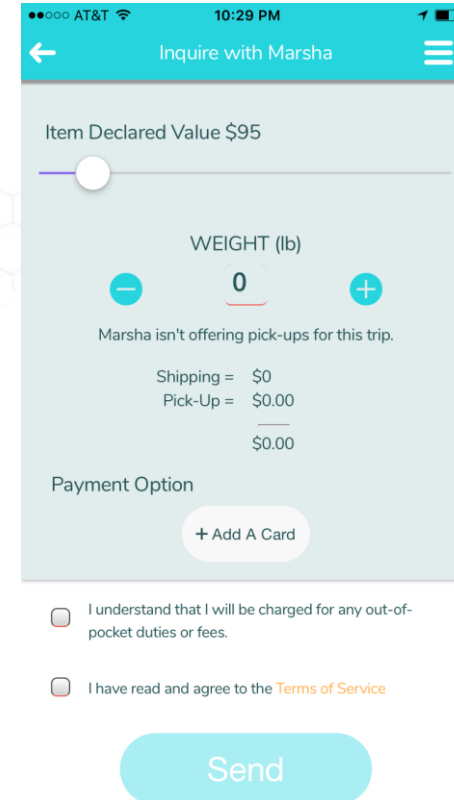 AT&T 10:29 PM
Inquire with Marsha
Item Declared Value $95
WEIGHT (lb)
0
Marsha isn't offering pick-ups for this trip.
Shipping = $0
Pick-Up = $0.00
$0.00
Payment Option
+ Add A Card
I understand that I will be charged for any out-of-
pocket duties or fees.
I have read and agree to the Terms of Service
Send